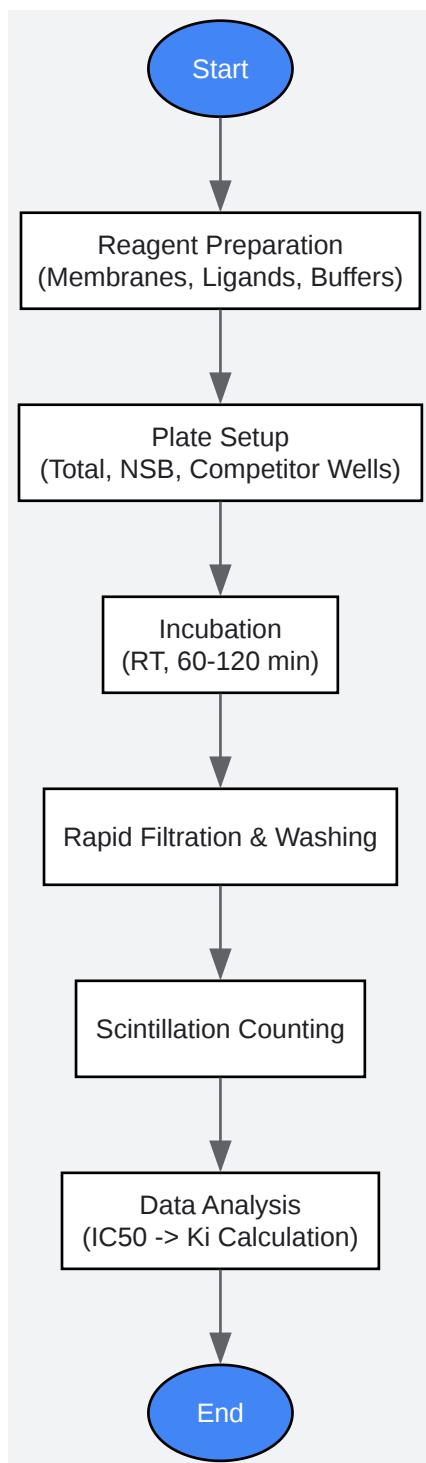 Start
Reagent Preparation
(Membranes, Ligands, Buffers)
Plate Setup
(Total, NSB, Competitor Wells)
Incubation
(RT, 60-120 min)
Rapid Filtration & Washing
Scintillation Counting
Data Analysis
(IC50 -> Ki Calculation)
End